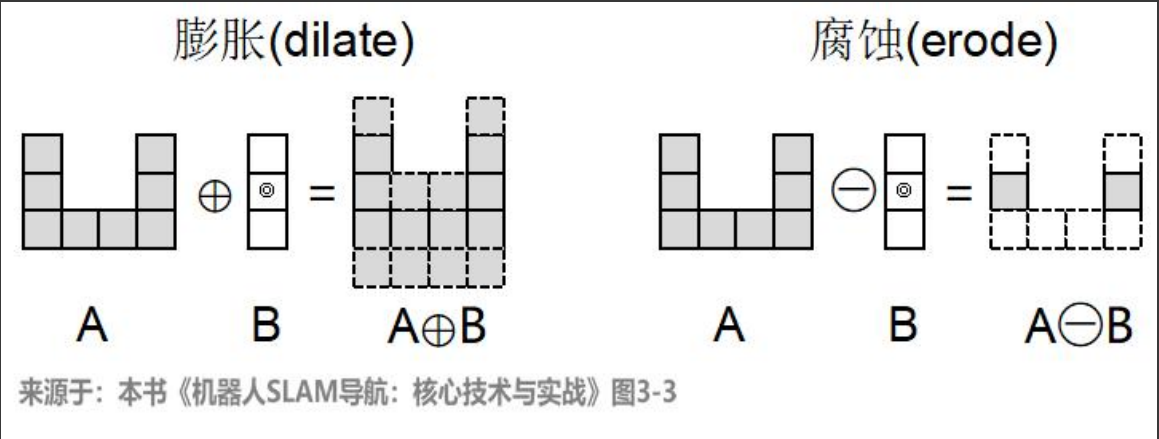 膨胀(dilate)
腐蚀(erode)
⊕ =
⊖ =
A B A⊕B
A B A⊖B
来源于：本书《机器人SLAM导航：核心技术与实战》图3-3